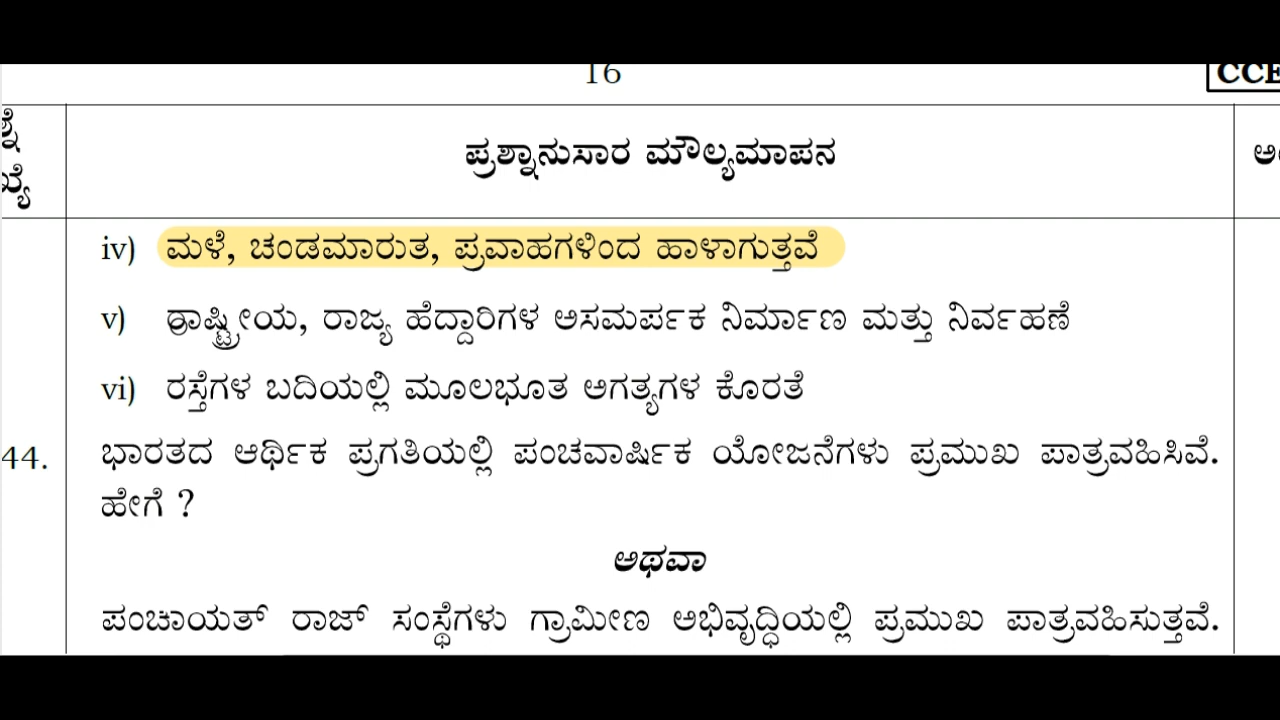 16
CCE
ಪ್ರಶ್ನಾನುಸಾರ ಮೌಲ್ಯಮಾಪನ
iv) ಮಳೆ, ಚಂಡಮಾರುತ, ಪ್ರವಾಹಗಳಿಂದ ಹಾಳಾಗುತ್ತವೆ
v) ರಾಷ್ಟ್ರೀಯ, ರಾಜ್ಯ ಹೆದ್ದಾರಿಗಳ ಅಸಮರ್ಪಕ ನಿರ್ಮಾಣ ಮತ್ತು ನಿರ್ವಹಣೆ
vi) ರಸ್ತೆಗಳ ಬದಿಯಲ್ಲಿ ಮೂಲಭೂತ ಅಗತ್ಯಗಳ ಕೊರತೆ
44. ಭಾರತದ ಆರ್ಥಿಕ ಪ್ರಗತಿಯಲ್ಲಿ ಪಂಚವಾರ್ಷಿಕ ಯೋಜನೆಗಳು ಪ್ರಮುಖ ಪಾತ್ರವಹಿಸಿವೆ.
ಹೇಗೆ ?
ಅಥವಾ
ಪಂಚಾಯತ್ ರಾಜ್ ಸಂಸ್ಥೆಗಳು ಗ್ರಾಮೀಣ ಅಭಿವೃದ್ಧಿಯಲ್ಲಿ ಪ್ರಮುಖ ಪಾತ್ರವಹಿಸುತ್ತವೆ.